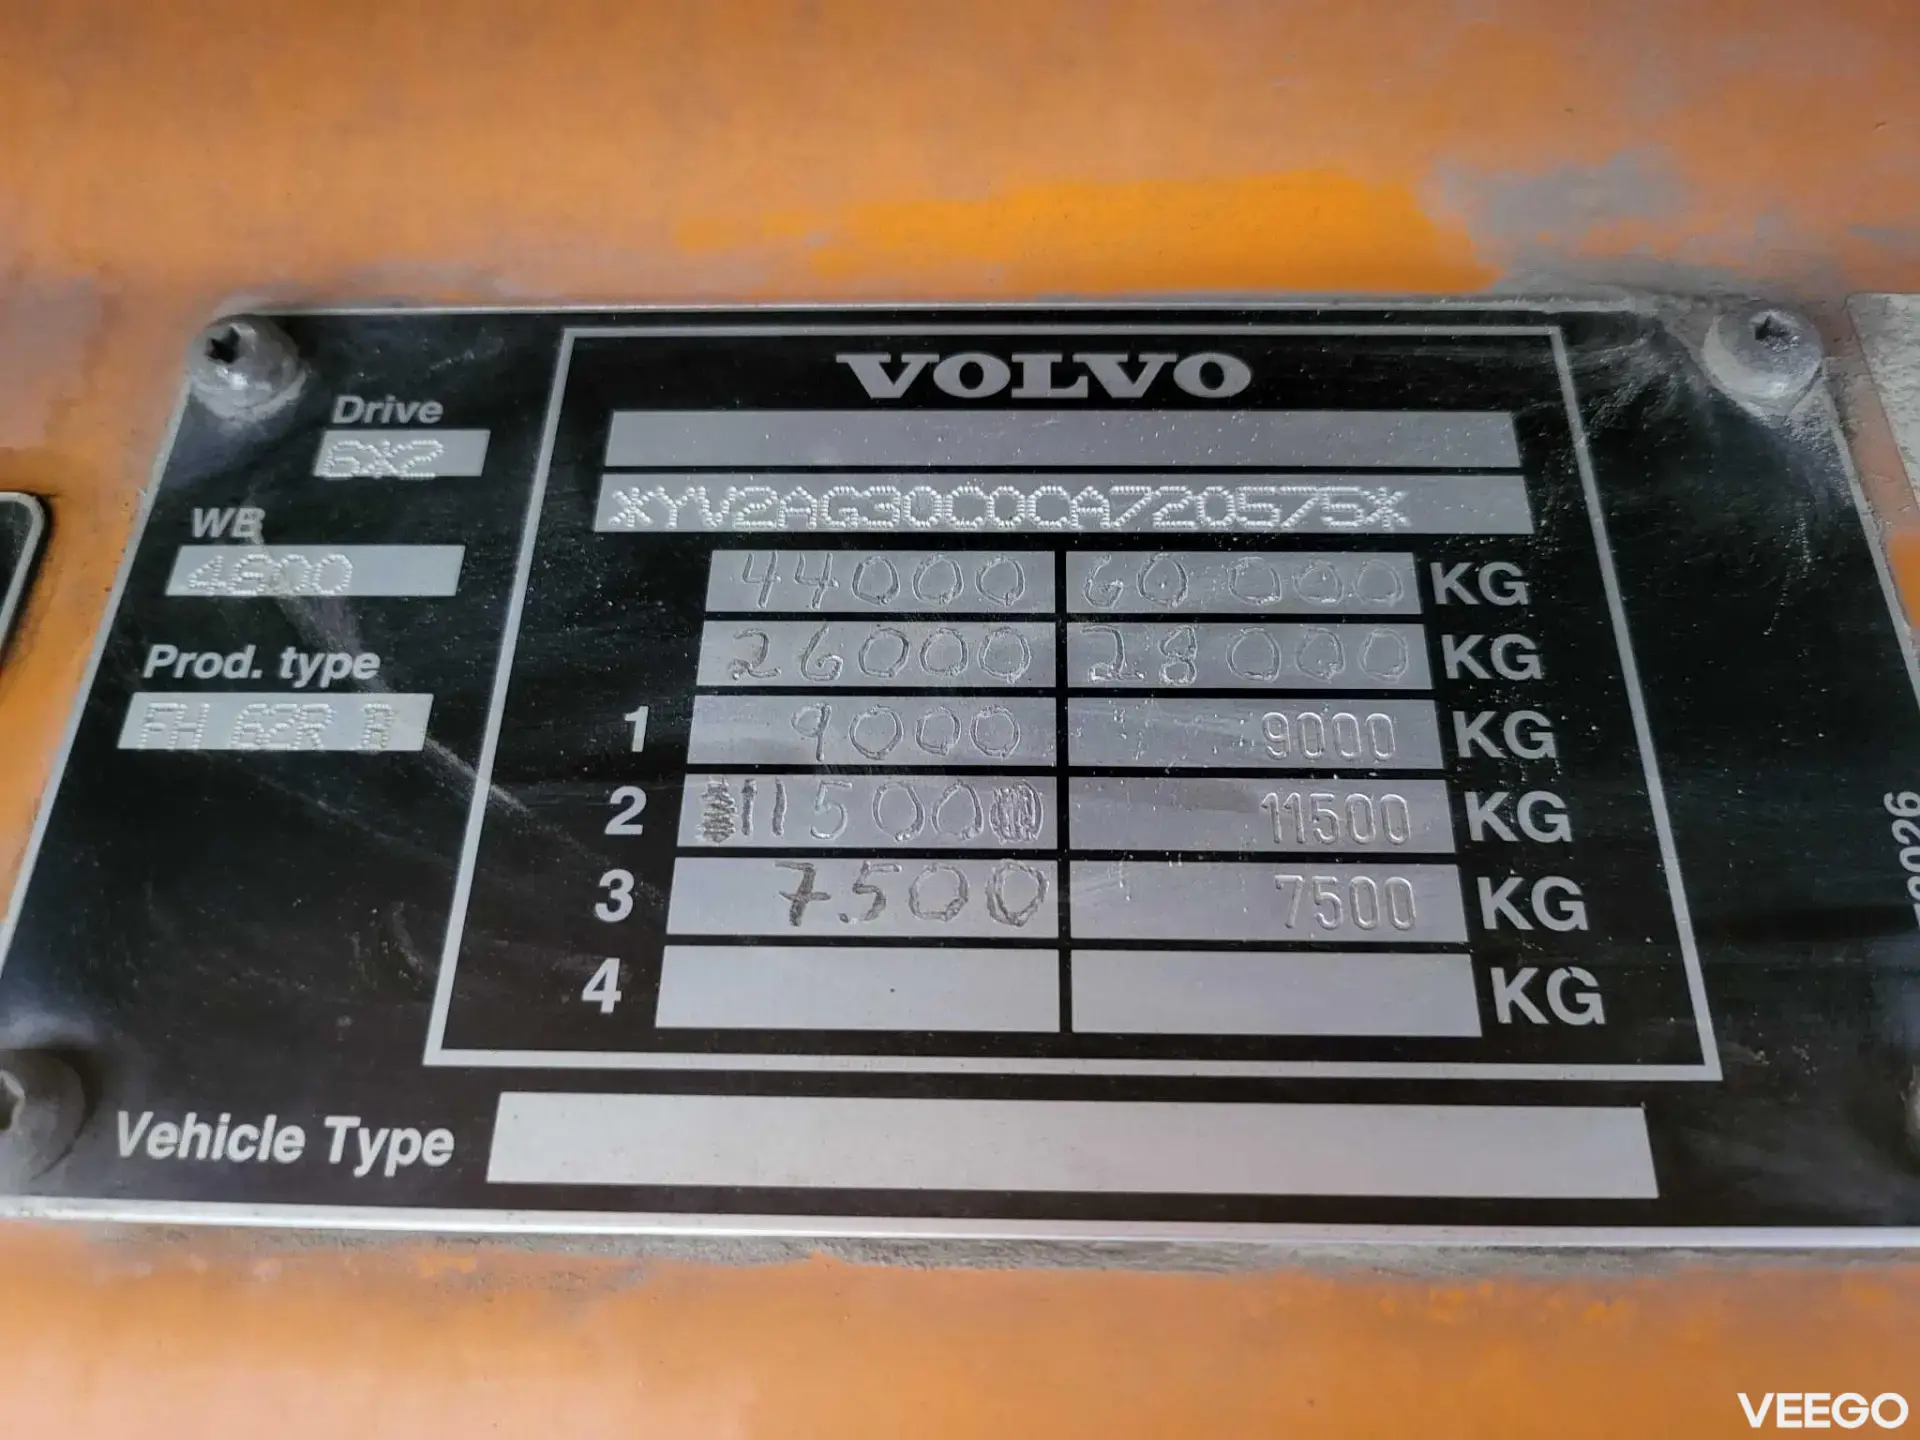 VOLVO
Drive
6X2
XYV2AG30C0CA720575X
WB
4800
44000 60000 KG
26000 28000 KG
Prod. type
FH 62R B
1 9000 9000 KG
2 11500 11500 KG
3 7500 7500 KG
4 KG
Vehicle Type
VEEGO